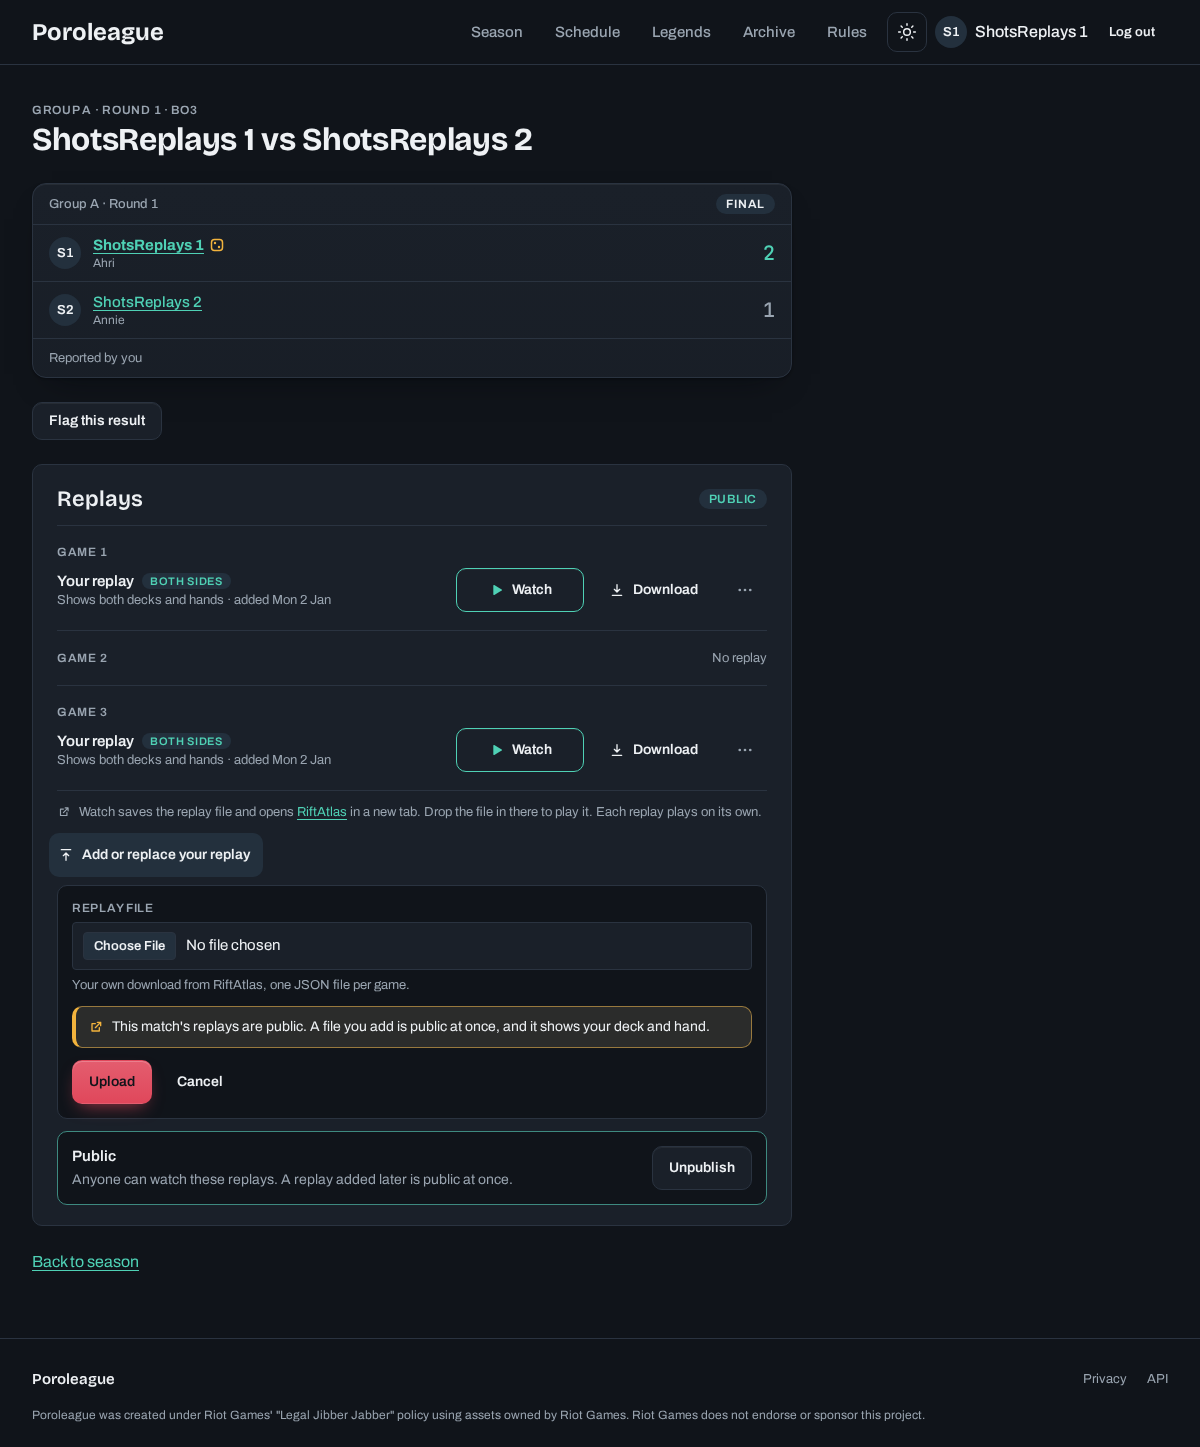 Poroleague
Season Schedule Legends Archive Rules S1 ShotsReplays 1 Log out
GROUP A · ROUND 1 · BO3
ShotsReplays 1 vs ShotsReplays 2
Group A · Round 1 FINAL
S1 ShotsReplays 1 2
Ahri
S2 ShotsReplays 2 1
Annie
Reported by you
Flag this result
Replays PUBLIC
GAME 1
Your replay BOTH SIDES
Shows both decks and hands · added Mon 2 Jan
Watch Download ···
GAME 2 No replay
GAME 3
Your replay BOTH SIDES
Shows both decks and hands · added Mon 2 Jan
Watch Download ···
Watch saves the replay file and opens RiftAtlas in a new tab. Drop the file in there to play it. Each replay plays on its own.
Add or replace your replay
REPLAY FILE
Choose File No file chosen
Your own download from RiftAtlas, one JSON file per game.
This match's replays are public. A file you add is public at once, and it shows your deck and hand.
Upload Cancel
Public
Anyone can watch these replays. A replay added later is public at once.
Unpublish
Back to season
Poroleague
Privacy API
Poroleague was created under Riot Games' "Legal Jibber Jabber" policy using assets owned by Riot Games. Riot Games does not endorse or sponsor this project.